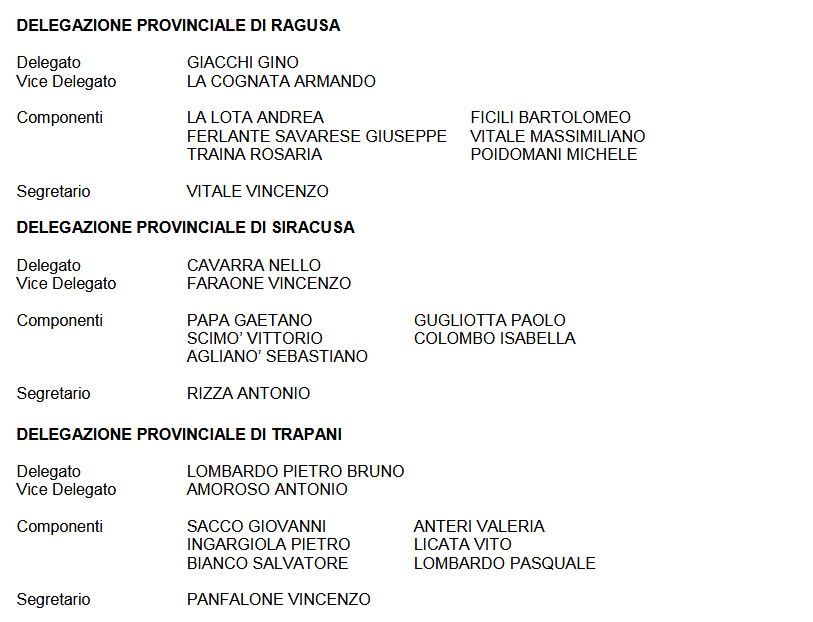 DELEGAZIONE PROVINCIALE DI RAGUSA
Delegato GIACCHI GINO
Vice Delegato LA COGNATA ARMANDO
Componenti LA LOTA ANDREA FICILI BARTOLOMEO
FERLANTE SAVARESE GIUSEPPE VITALE MASSIMILIANO
TRAINA ROSARIA POIDOMANI MICHELE
Segretario VITALE VINCENZO
DELEGAZIONE PROVINCIALE DI SIRACUSA
Delegato CAVARRA NELLO
Vice Delegato FARAONE VINCENZO
Componenti PAPA GAETANO GUGLIOTTA PAOLO
SCIMO’ VITTORIO COLOMBO ISABELLA
AGLIANO’ SEBASTIANO
Segretario RIZZA ANTONIO
DELEGAZIONE PROVINCIALE DI TRAPANI
Delegato LOMBARDO PIETRO BRUNO
Vice Delegato AMOROSO ANTONIO
Componenti SACCO GIOVANNI ANTERI VALERIA
INGARGIOLA PIETRO LICATA VITO
BIANCO SALVATORE LOMBARDO PASQUALE
Segretario PANFALONE VINCENZO